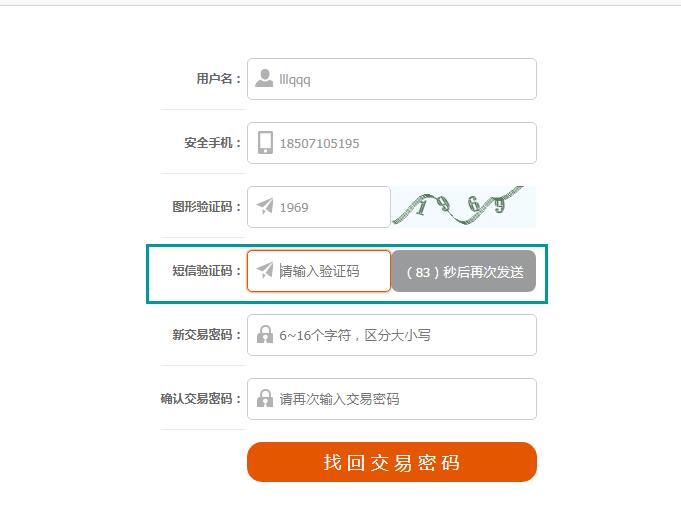 用户名： lllqqq
安全手机： 18507105195
图形验证码： 1969 1969
短信验证码： 请输入验证码 （83）秒后再次发送
新交易密码： 6~16个字符，区分大小写
确认交易密码： 请再次输入交易密码
找回交易密码